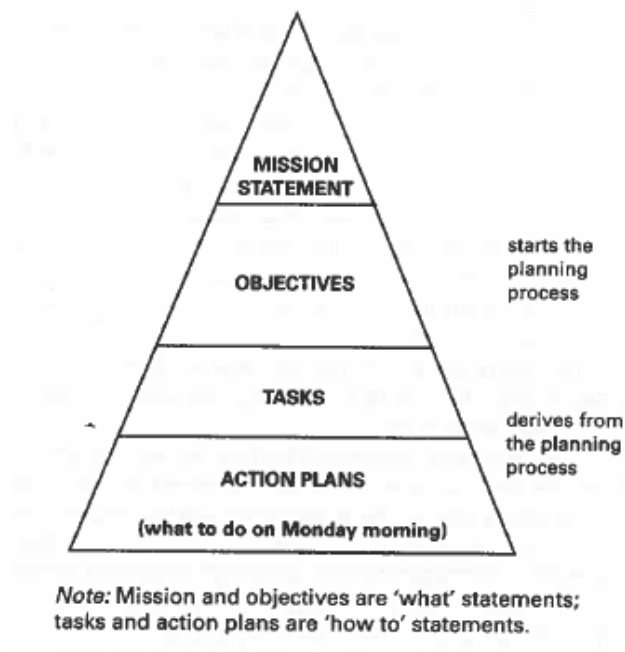 MISSION
STATEMENT
OBJECTIVES
starts the
planning
process
TASKS
derives from
the planning
process
ACTION PLANS
(what to do on Monday morning)
Note: Mission and objectives are 'what' statements;
tasks and action plans are 'how to' statements.